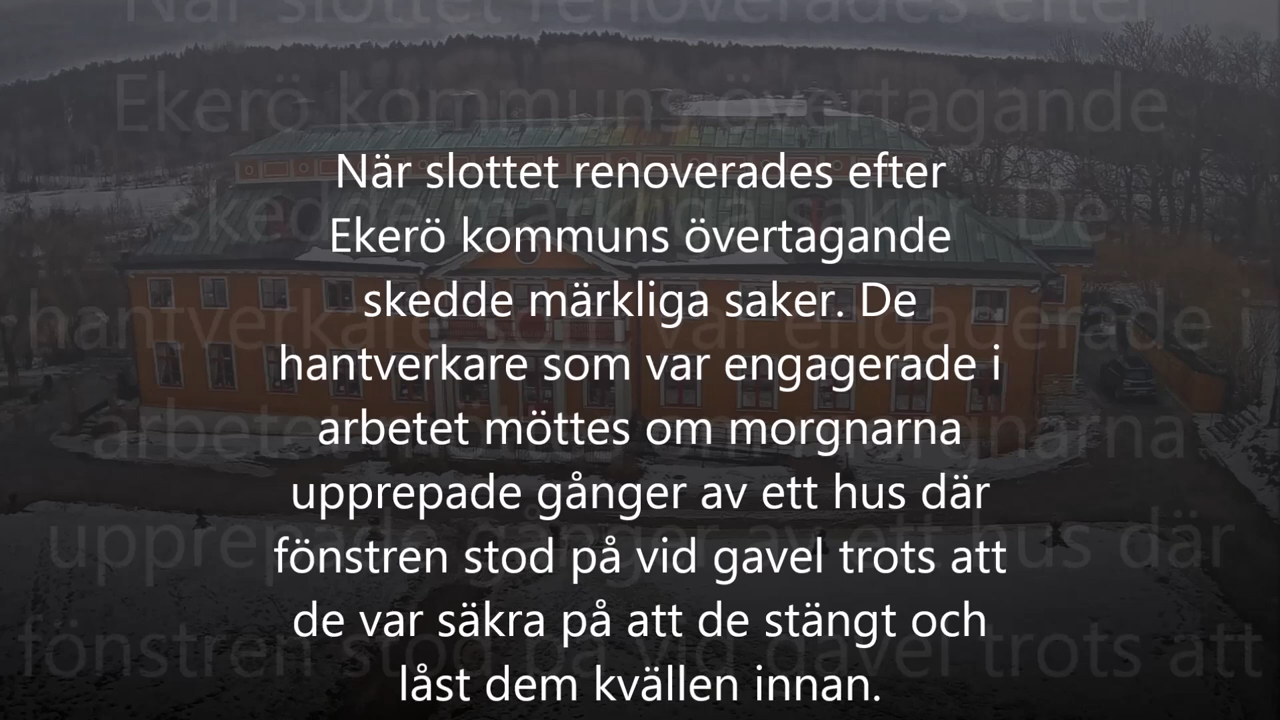 När slottet renoverades efter
Ekerö kommuns övertagande
skedde märkliga saker. De
hantverkare som var engagerade i
arbetet möttes om morgnarna
upprepade gånger av ett hus där
fönstren stod på vid gavel trots att
de var säkra på att de stängt och
låst dem kvällen innan.